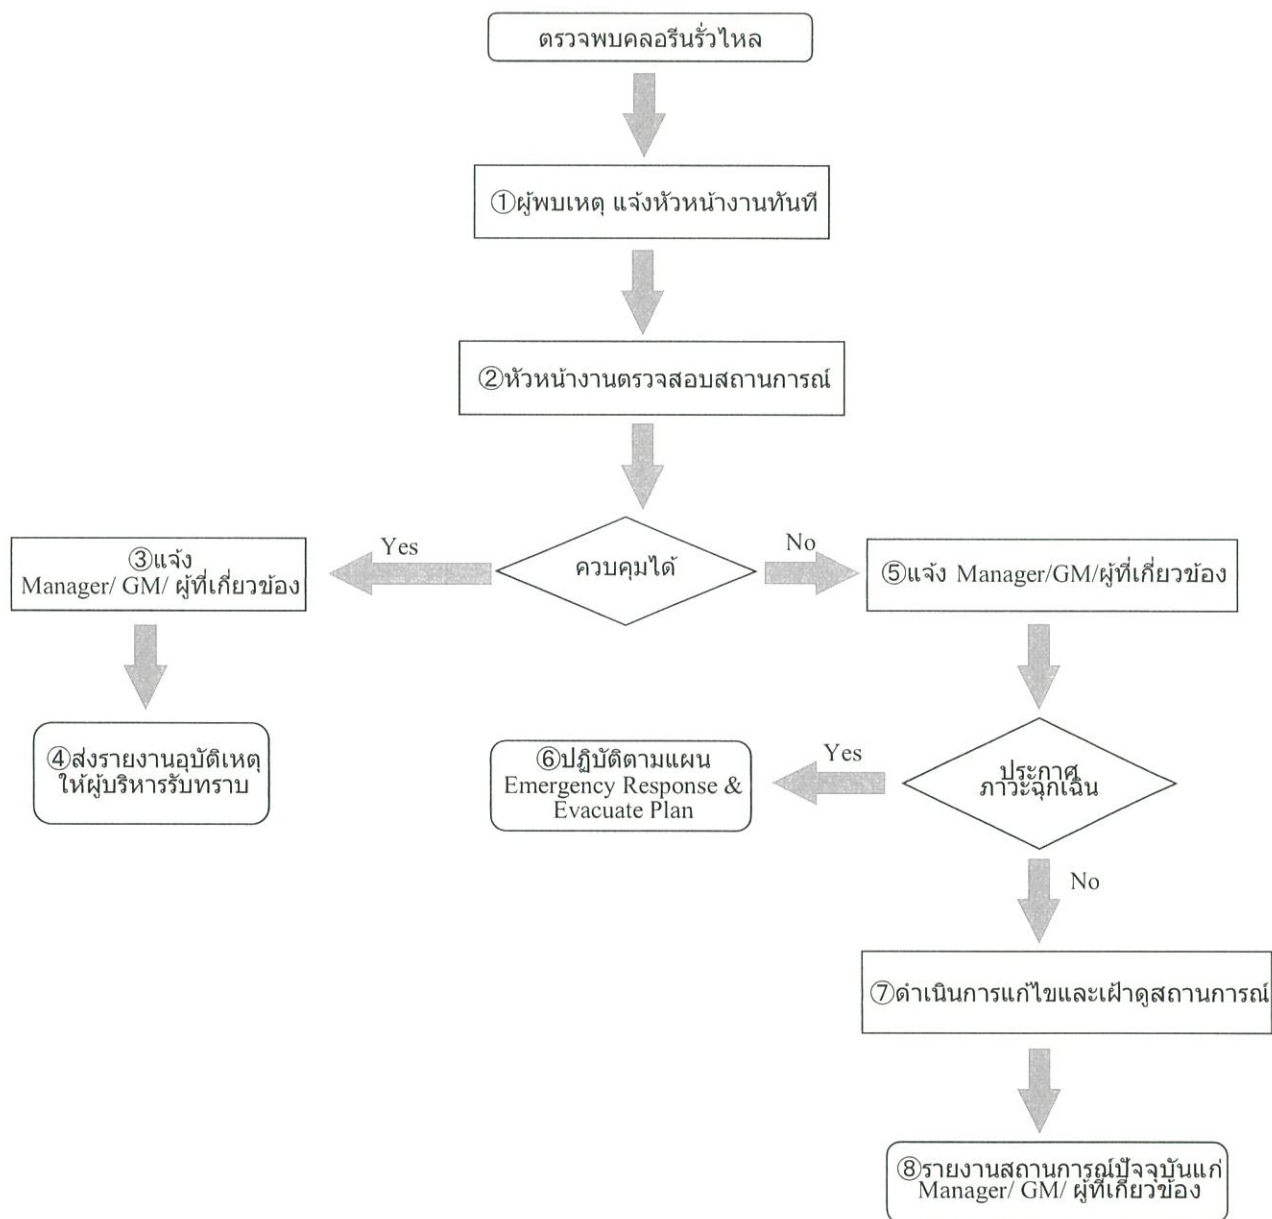 ตรวจพบคลอรีนรั่วไหล
①ผู้พบเหตุ แจ้งหัวหน้างานทันที
②หัวหน้างานตรวจสอบสถานการณ์
ควบคุมได้
Yes
No
③แจ้ง
Manager/ GM/ ผู้ที่เกี่ยวข้อง
⑤แจ้ง Manager/GM/ผู้ที่เกี่ยวข้อง
④ส่งรายงานอุบัติเหตุ
ให้ผู้บริหารรับทราบ
⑥ปฏิบัติตามแผน
Emergency Response &
Evacuate Plan
Yes
ประกาศ
ภาวะฉุกเฉิน
No
⑦ดำเนินการแก้ไขและเฝ้าดูสถานการณ์
⑧รายงานสถานการณ์ปัจจุบันแก่
Manager/ GM/ ผู้ที่เกี่ยวข้อง